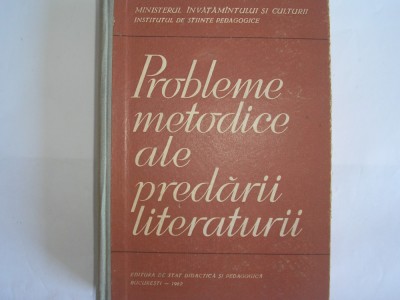 MINISTERUL ÎNVĂȚĂMÎNTULUI ȘI CULTURII
INSTITUTUL DE ȘTIINȚE PEDAGOGICE
Probleme
metodice
ale
predării
literaturii
EDITURA DE STAT DIDACTICĂ ȘI PEDAGOGICĂ
BUCUREȘTI –